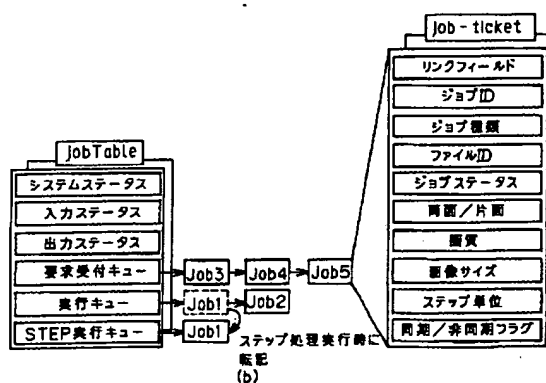 job-ticket
リンクフィールド
ジョブID
ジョブ種類
ファイルID
ジョブステータス
両面/片面
画質
画像サイズ
ステップ単位
同期/非同期フラグ
jobTable
システムステータス
入力ステータス
出力ステータス
要求受付キュー
Job3
Job4
Job5
実行キュー
Job1
Job2
STEP実行キュー
Job1
ステップ処理実行時に
転記
(b)